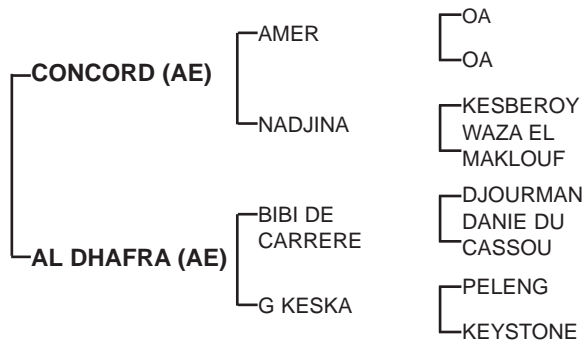 OA
AMER
OA
CONCORD (AE)
KESBEROY
NADJINA
WAZA EL
MAKLOUF
DJOURMAN
BIBI DE
CARRERE
DANIE DU
CASSOU
AL DHAFRA (AE)
PELENG
G KESKA
KEYSTONE